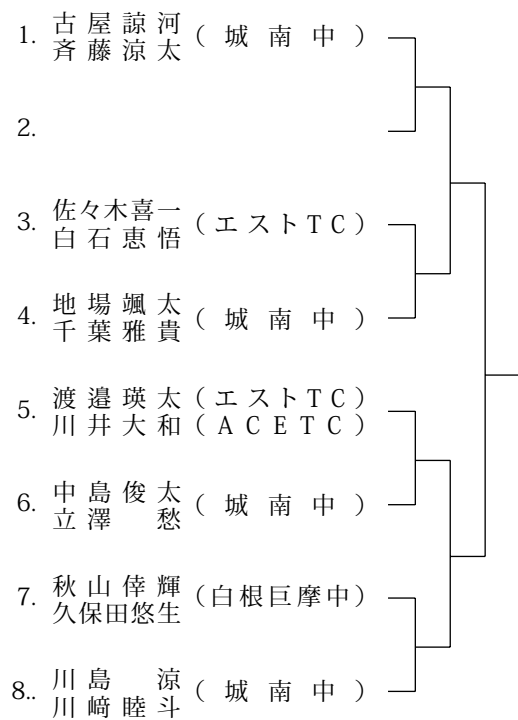 1. 古屋諒河 (城南中)
斉藤涼太
2.
3. 佐々木喜一 (エストTC)
白石恵悟
4. 地場颯太 (城南中)
千葉雅貴
5. 渡邉瑛太 (エストTC)
川井大和 (ACETC)
6. 中島俊太 (城南中)
立澤 愁
7. 秋山倖輝 (白根巨摩中)
久保田悠生
8.. 川島 涼 (城南中)
川﨑睦斗